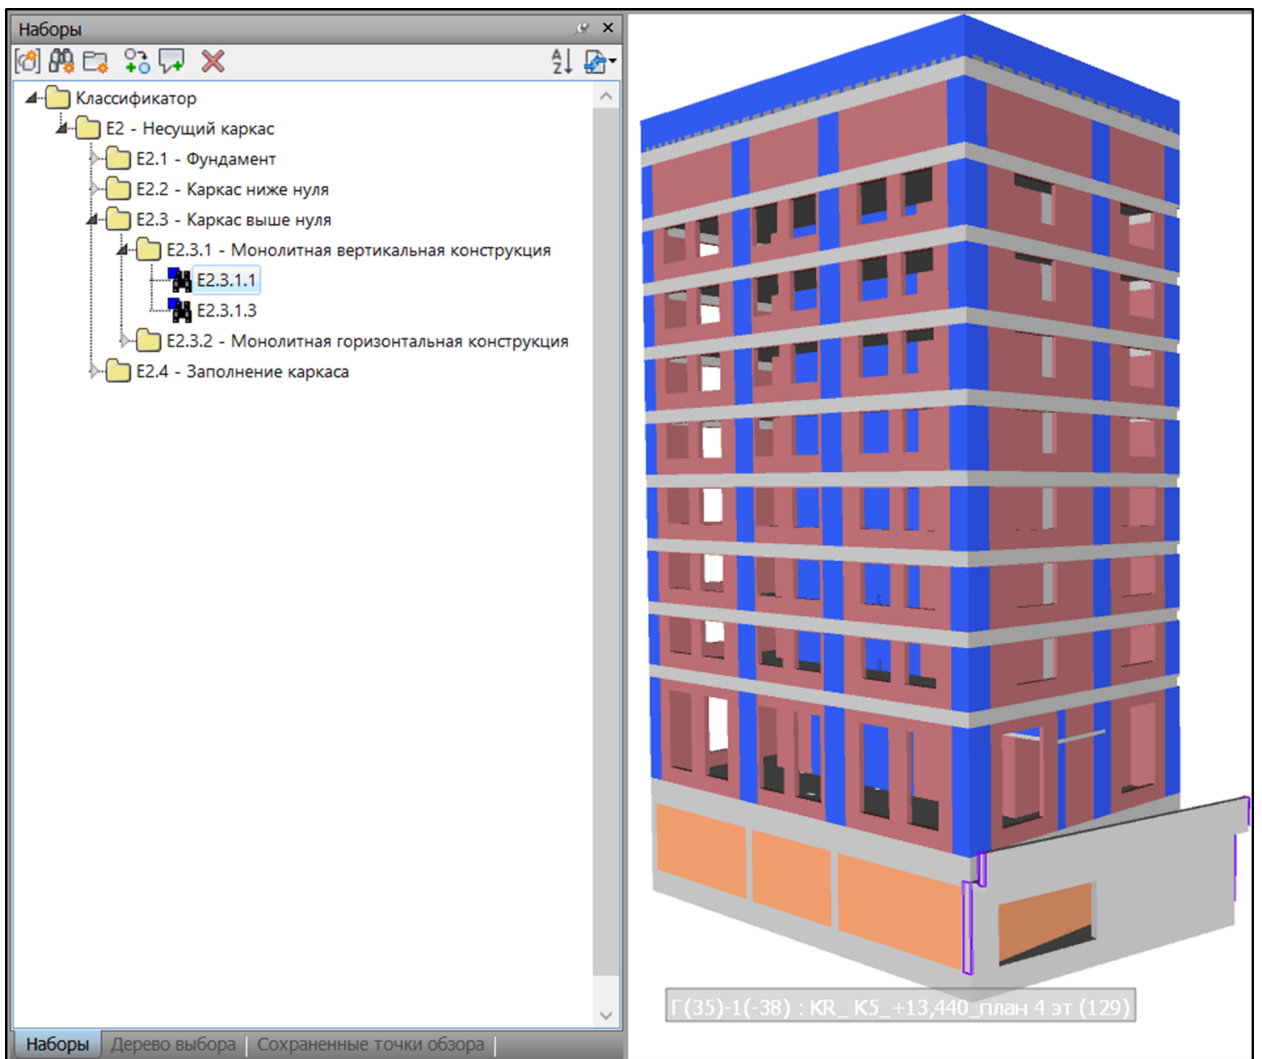 Наборы
Классификатор
E2 - Несущий каркас
E2.1 - Фундамент
E2.2 - Каркас ниже нуля
E2.3 - Каркас выше нуля
E2.3.1 - Монолитная вертикальная конструкция
E2.3.1.1
E2.3.1.3
E2.3.2 - Монолитная горизонтальная конструкция
E2.4 - Заполнение каркаса
Г(35)-1(-38) : KR_ K5_+13,440_план 4 эт (129)
Наборы Дерево выбора Сохраненные точки обзора